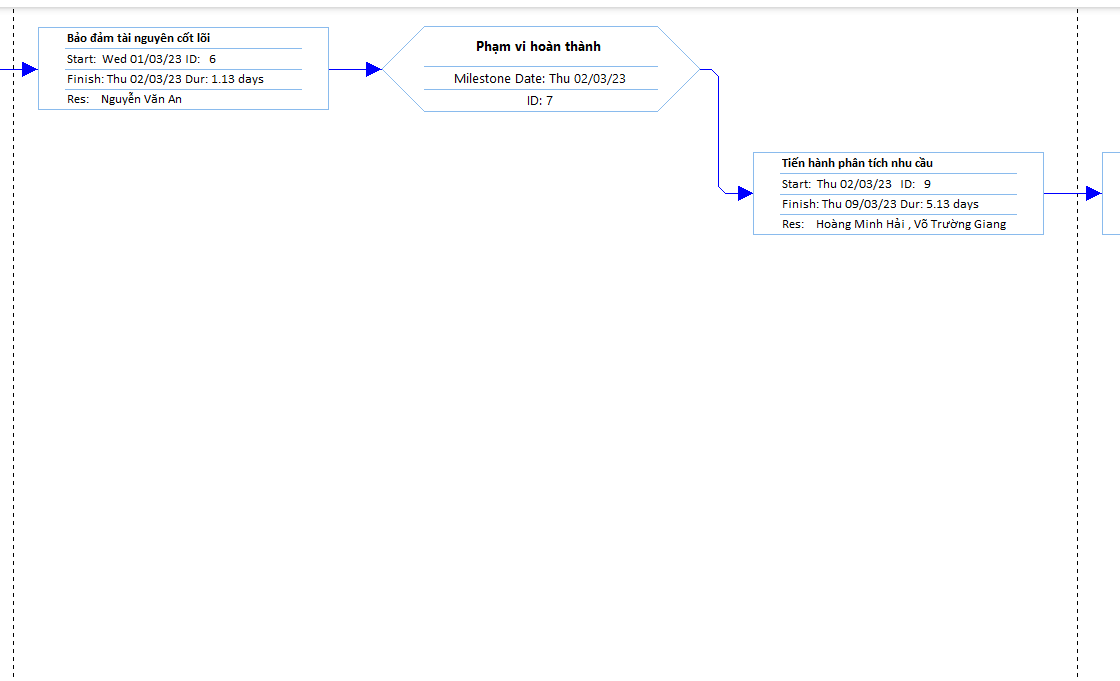 Bảo đảm tài nguyên cốt lõi
Start: Wed 01/03/23 ID: 6
Finish: Thu 02/03/23 Dur: 1.13 days
Res: Nguyễn Văn An
Phạm vi hoàn thành
Milestone Date: Thu 02/03/23
ID: 7
Tiến hành phân tích nhu cầu
Start: Thu 02/03/23 ID: 9
Finish: Thu 09/03/23 Dur: 5.13 days
Res: Hoàng Minh Hải , Võ Trường Giang